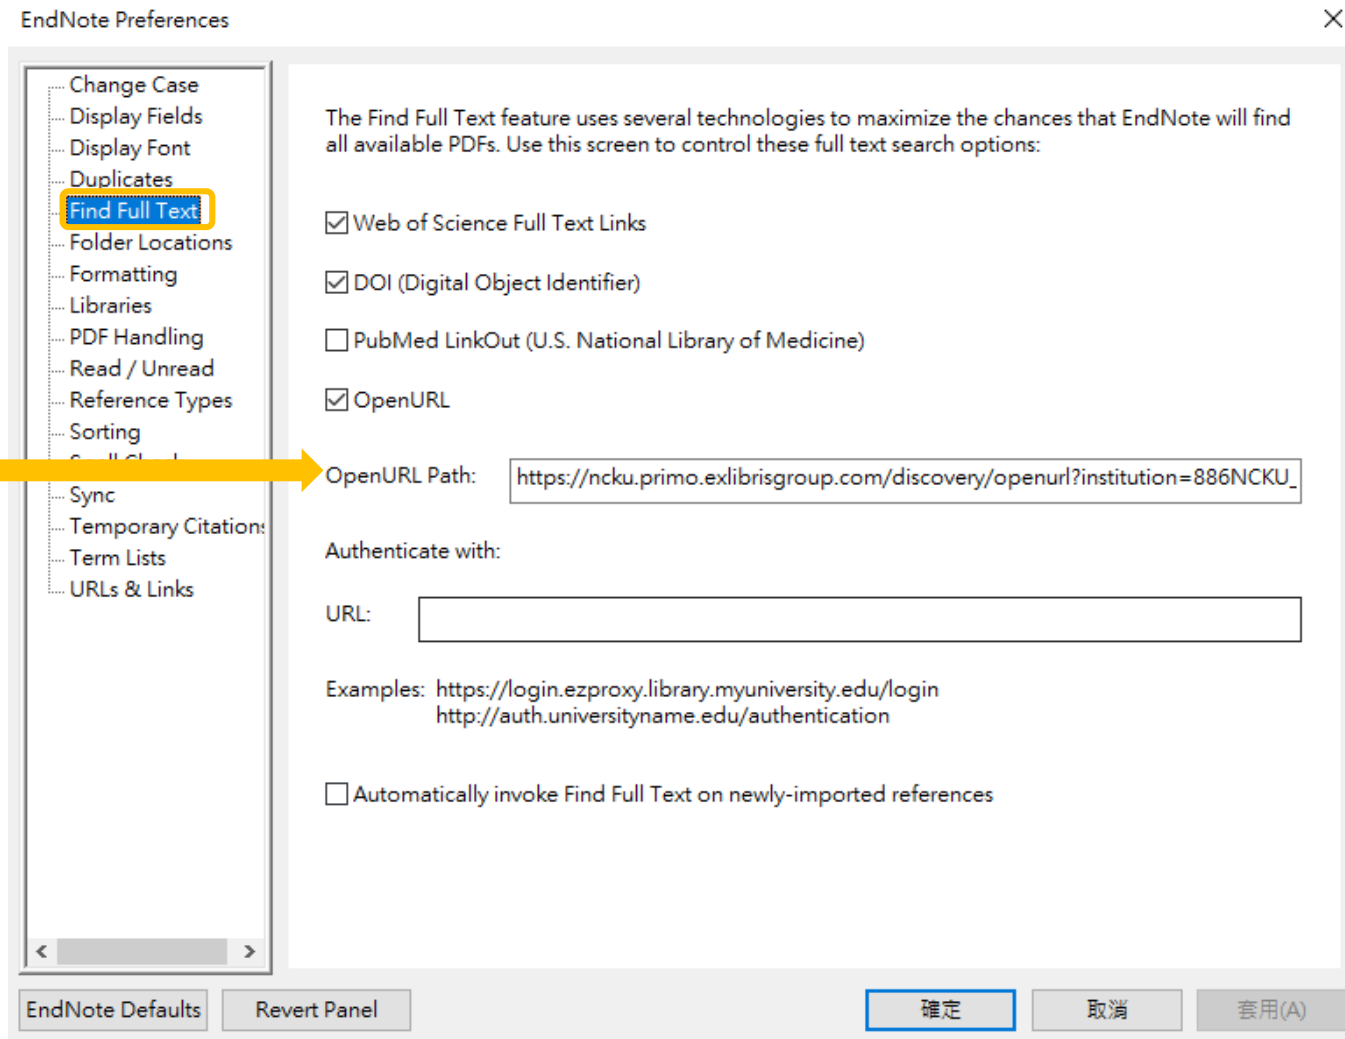 EndNote Preferences
Change Case
Display Fields
Display Font
Duplicates
Find Full Text
Folder Locations
Formatting
Libraries
PDF Handling
Read / Unread
Reference Types
Sorting
Sync
Temporary Citations
Term Lists
URLs & Links
The Find Full Text feature uses several technologies to maximize the chances that EndNote will find
all available PDFs. Use this screen to control these full text search options:
Web of Science Full Text Links
DOI (Digital Object Identifier)
PubMed LinkOut (U.S. National Library of Medicine)
OpenURL
OpenURL Path: https://ncku.primo.exlibrisgroup.com/discovery/openurl?institution=886NCKU_
Authenticate with:
URL:
Examples: https://login.ezproxy.library.myuniversity.edu/login
http://auth.universityname.edu/authentication
Automatically invoke Find Full Text on newly-imported references
EndNote Defaults Revert Panel 確定 取消 套用(A)